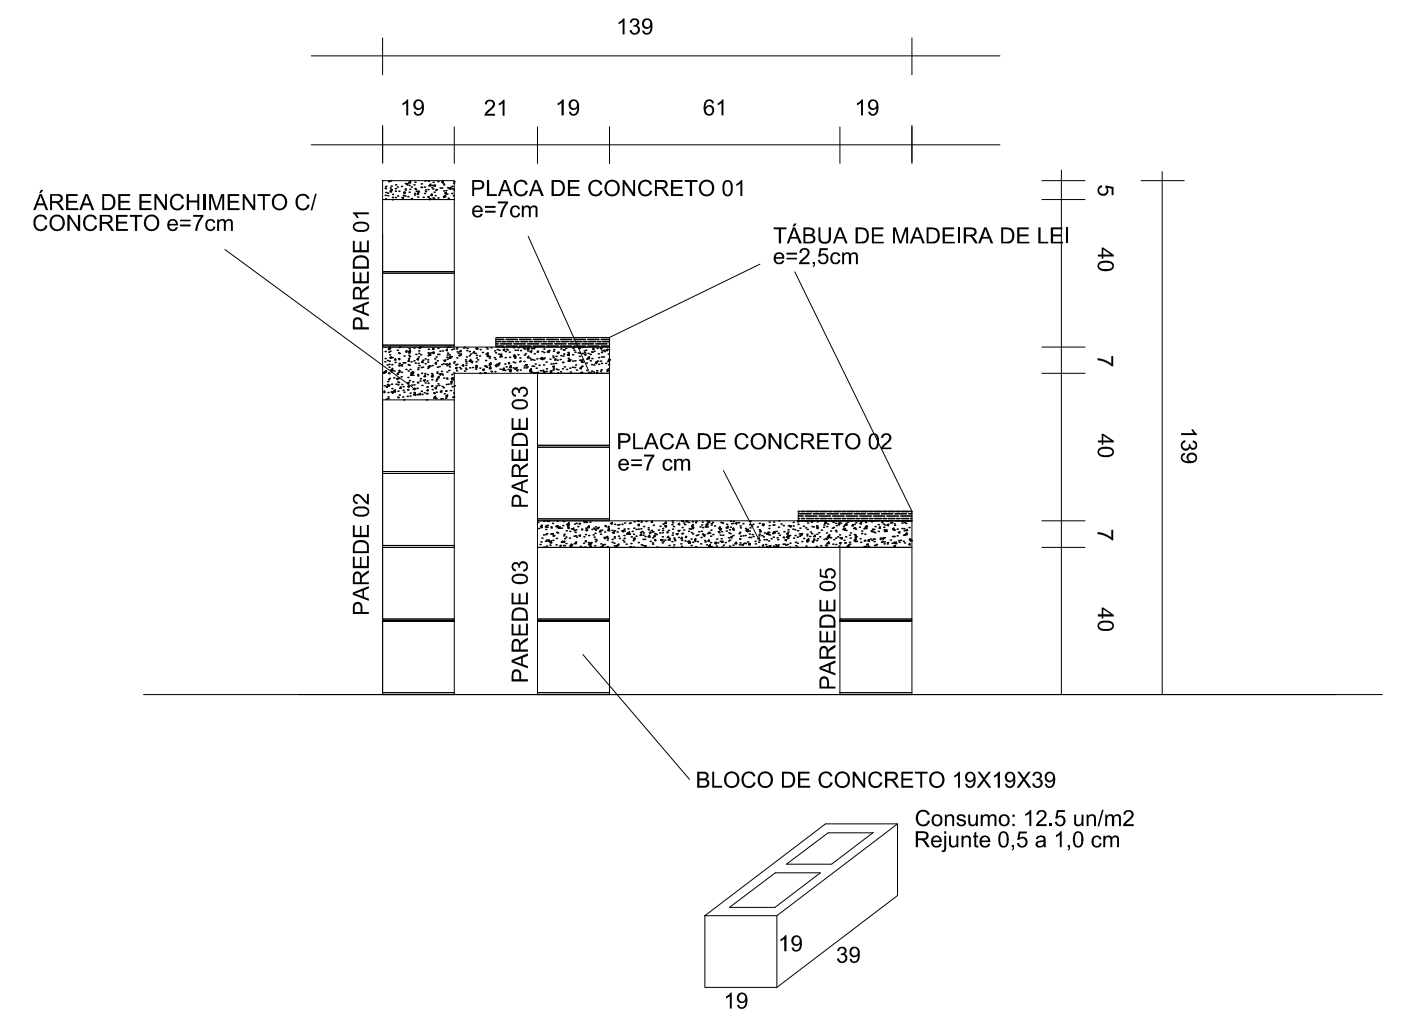 139
19
21
19
61
19
ÁREA DE ENCHIMENTO C/
CONCRETO e=7cm
PAREDE 01
PLACA DE CONCRETO 01
e=7cm
TÁBUA DE MADEIRA DE LEI
e=2,5cm
5
40
7
40
7
40
139
PAREDE 03
PLACA DE CONCRETO 02
e=7 cm
PAREDE 02
PAREDE 03
PAREDE 05
BLOCO DE CONCRETO 19X19X39
Consumo: 12.5 un/m2
Rejunte 0,5 a 1,0 cm
19
39
19